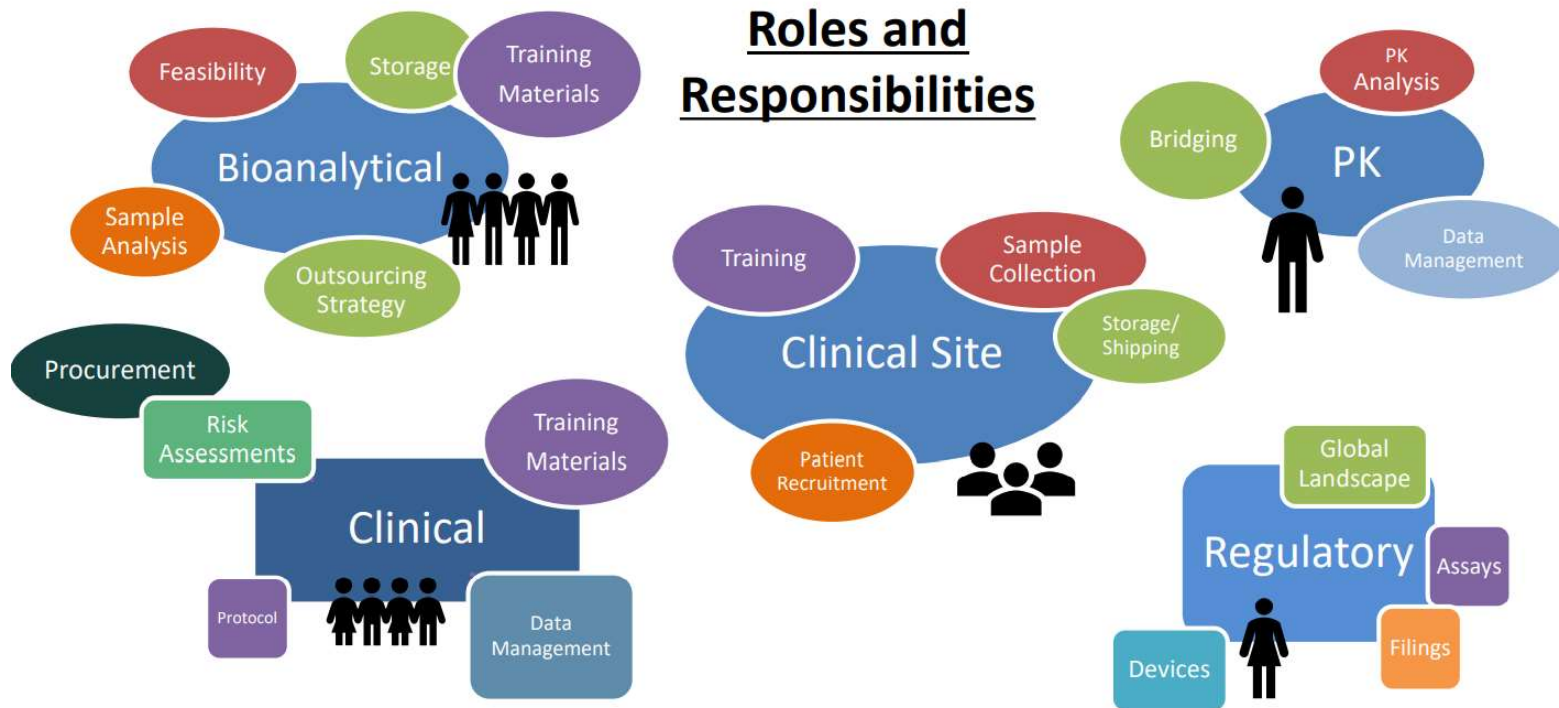 Roles and
Responsibilities
Feasibility
Storage
Training
Materials
Bioanalytical
Sample
Analysis
Outsourcing
Strategy
Procurement
Risk
Assessments
Training
Materials
Clinical
Protocol
Data
Management
Training
Sample
Collection
Clinical Site
Storage/
Shipping
Patient
Recruitment
PK
Analysis
Bridging
PK
Data
Management
Global
Landscape
Regulatory
Assays
Filings
Devices